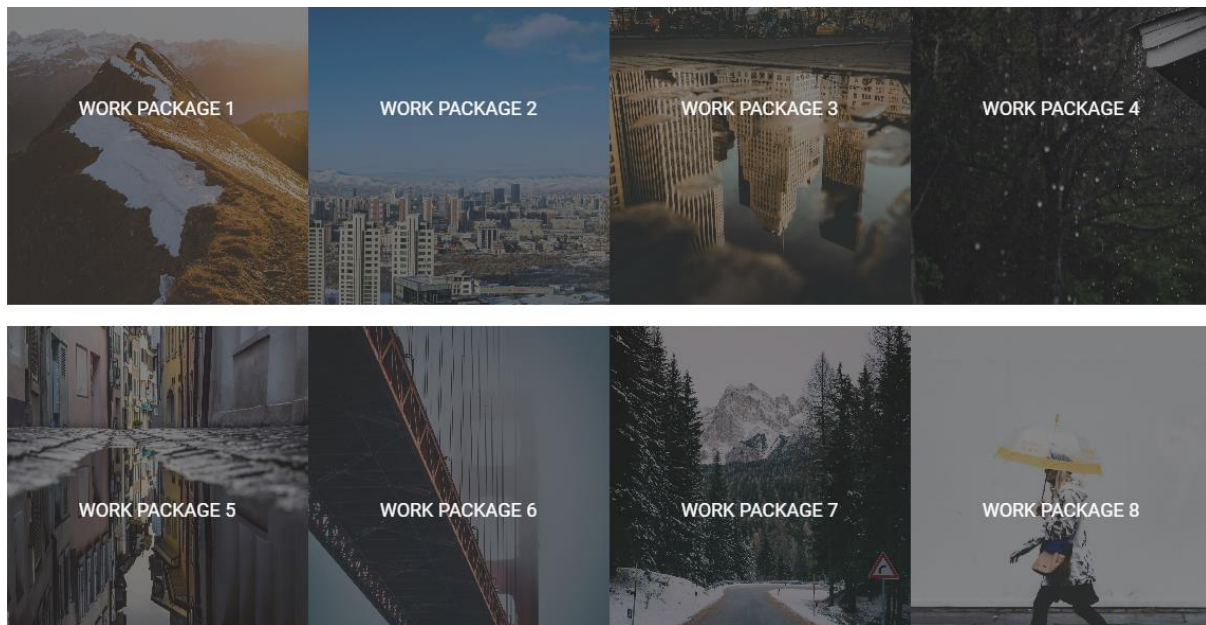 WORK PACKAGE 1
WORK PACKAGE 2
WORK PACKAGE 3
WORK PACKAGE 4
WORK PACKAGE 5
WORK PACKAGE 6
WORK PACKAGE 7
WORK PACKAGE 8